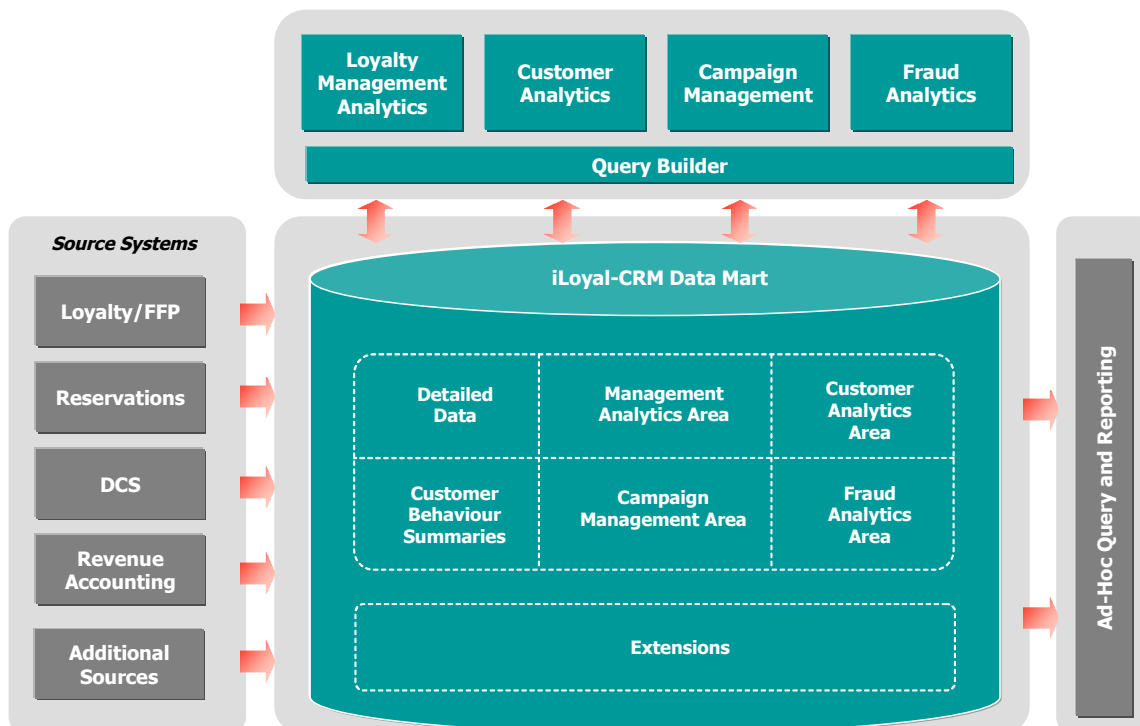 Loyalty
Management
Analytics
Customer
Analytics
Campaign
Management
Fraud
Analytics
Query Builder
Source Systems
Loyalty/FFP
Reservations
DCS
Revenue
Accounting
Additional
Sources
iLoyal-CRM Data Mart
Detailed
Data
Management
Analytics Area
Customer
Analytics
Area
Customer
Behaviour
Summaries
Campaign
Management Area
Fraud
Analytics
Area
Extensions
Ad-Hoc Query and Reporting